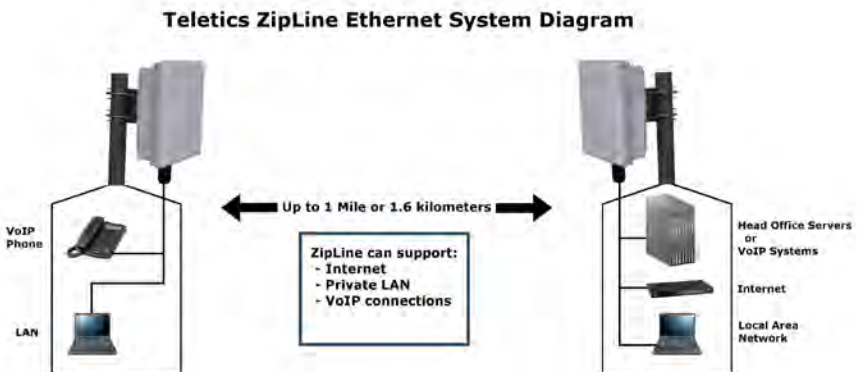 Teletics ZipLine Ethernet System Diagram
Up to 1 Mile or 1.6 kilometers
VoIP
Phone
LAN
ZipLine can support:
- Internet
- Private LAN
- VoIP connections
Head Office Servers
or
VoIP Systems
Internet
Local Area
Network